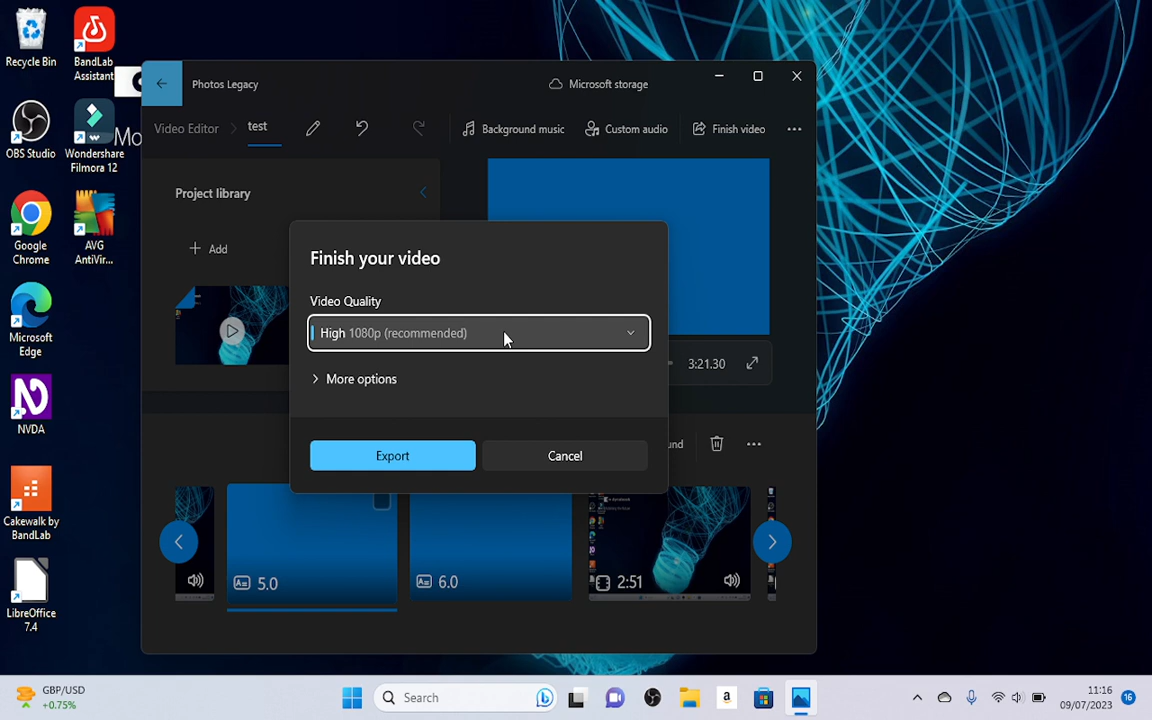 Recycle Bin
BandLab
Assistant
OBS Studio
Wondershare
Filmora 12
Mo
Google
Chrome
AVG
AntiVir...
Microsoft
Edge
NVDA
Cakewalk by
BandLab
LibreOffice
7.4
Photos Legacy
Microsoft storage
Video Editor
test
Background music
Custom audio
Finish video
Project library
Add
3:21.30
Finish your video
Video Quality
High 1080p (recommended)
More options
Export
Cancel
und
5.0
6.0
2:51
GBP/USD
+0.75%
Search
a
11:16
09/07/2023
16